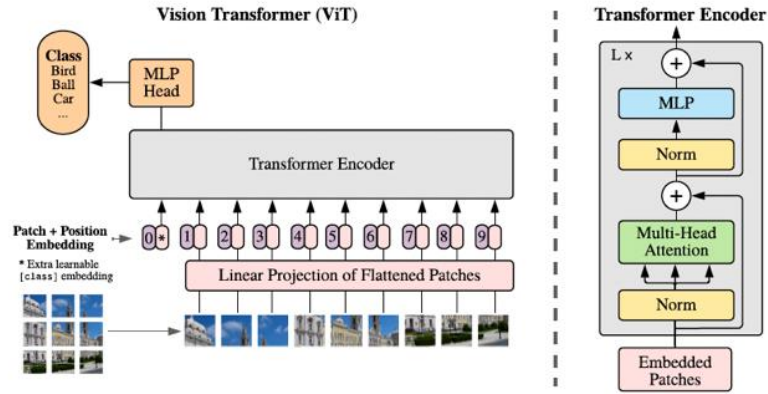 Vision Transformer (ViT)
Class
Bird
Ball
Car
...
MLP
Head
Transformer Encoder
Patch + Position
Embedding
* Extra learnable
[class] embedding
0 * 1 2 3 4 5 6 7 8 9
Linear Projection of Flattened Patches
Transformer Encoder
L x
+
MLP
Norm
+
Multi-Head
Attention
Norm
Embedded
Patches